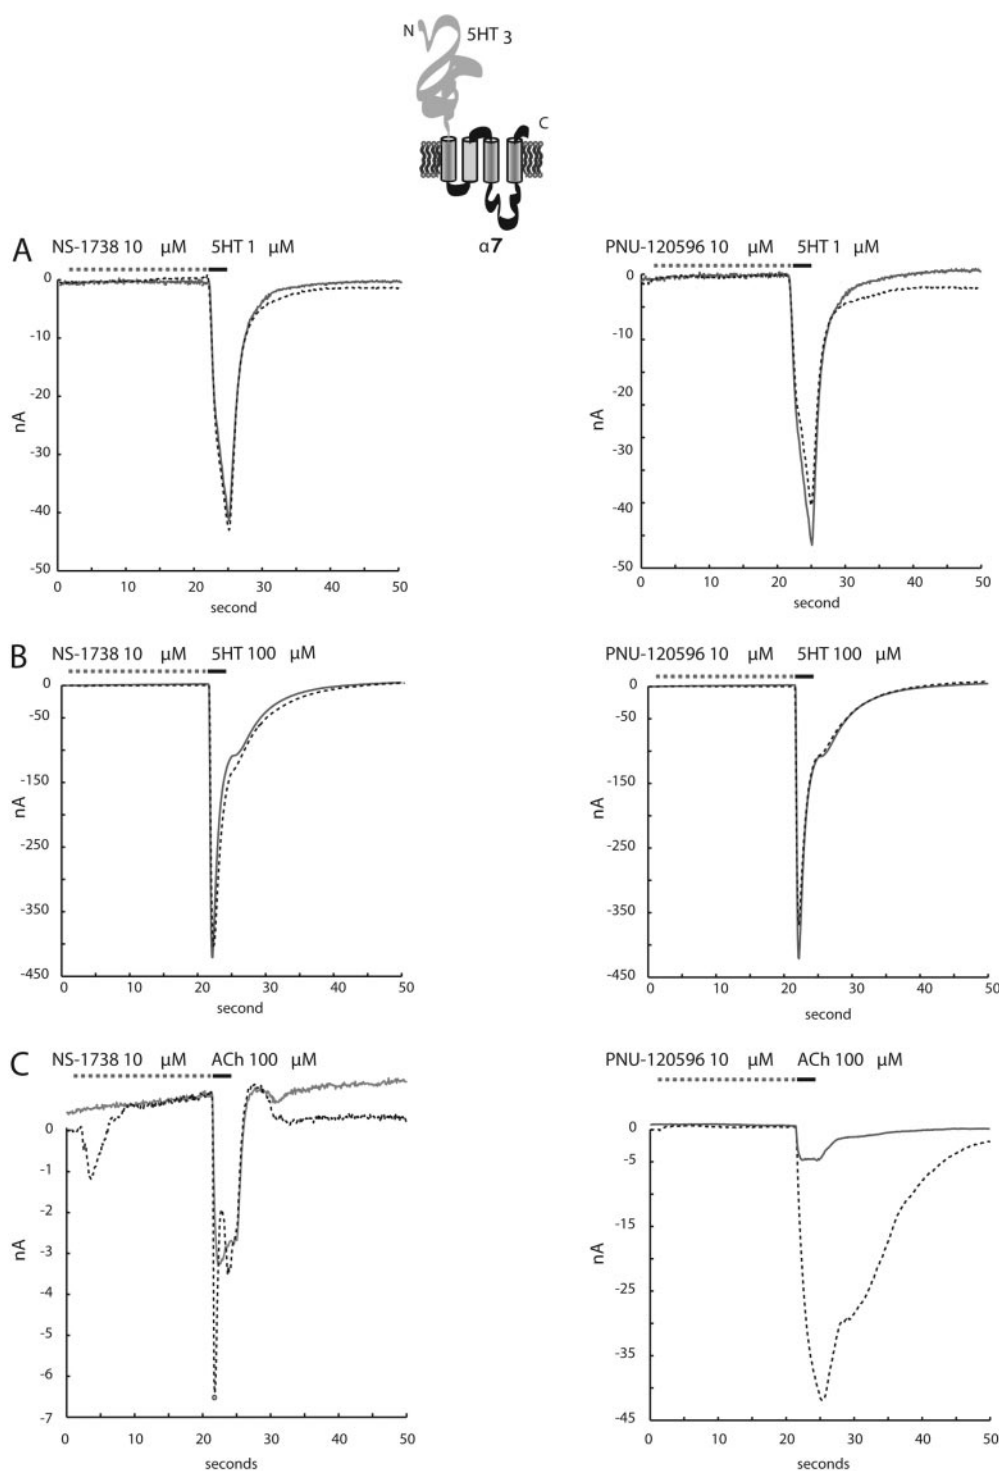 N
5HT 3
C
α7
A
NS-1738 10 µM 5HT 1 µM
0
-10
-20
-30
-40
-50
nA
0 10 20 30 40 50
second
PNU-120596 10 µM 5HT 1 µM
0
-10
-20
-30
-40
-50
nA
0 10 20 30 40 50
second
B
NS-1738 10 µM 5HT 100 µM
0
-50
-150
-250
-350
-450
nA
0 10 20 30 40 50
second
PNU-120596 10 µM 5HT 100 µM
0
-50
-150
-250
-350
-450
nA
0 10 20 30 40 50
second
C
NS-1738 10 µM ACh 100 µM
0
-1
-2
-3
-4
-5
-6
-7
nA
0 10 20 30 40 50
seconds
PNU-120596 10 µM ACh 100 µM
0
-5
-15
-25
-35
-45
nA
0 10 20 30 40 50
seconds